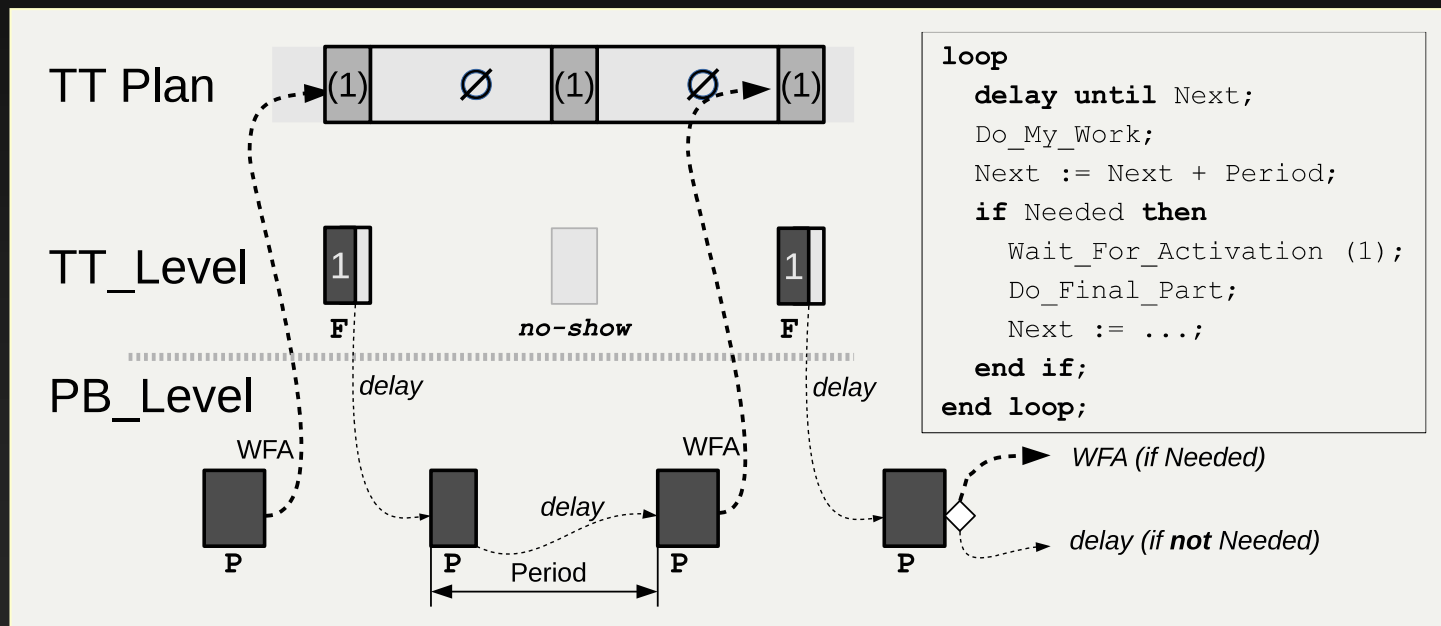 TT Plan
(1) ∅ (1) ∅ (1)
TT_Level
1 1
F no-show F
PB_Level
delay delay
WFA WFA
delay
P P P P
Period
WFA (if Needed)
delay (if not Needed)
loop
delay until Next;
Do_My_Work;
Next := Next + Period;
if Needed then
Wait_For_Activation (1);
Do_Final_Part;
Next := ...;
end if;
end loop;